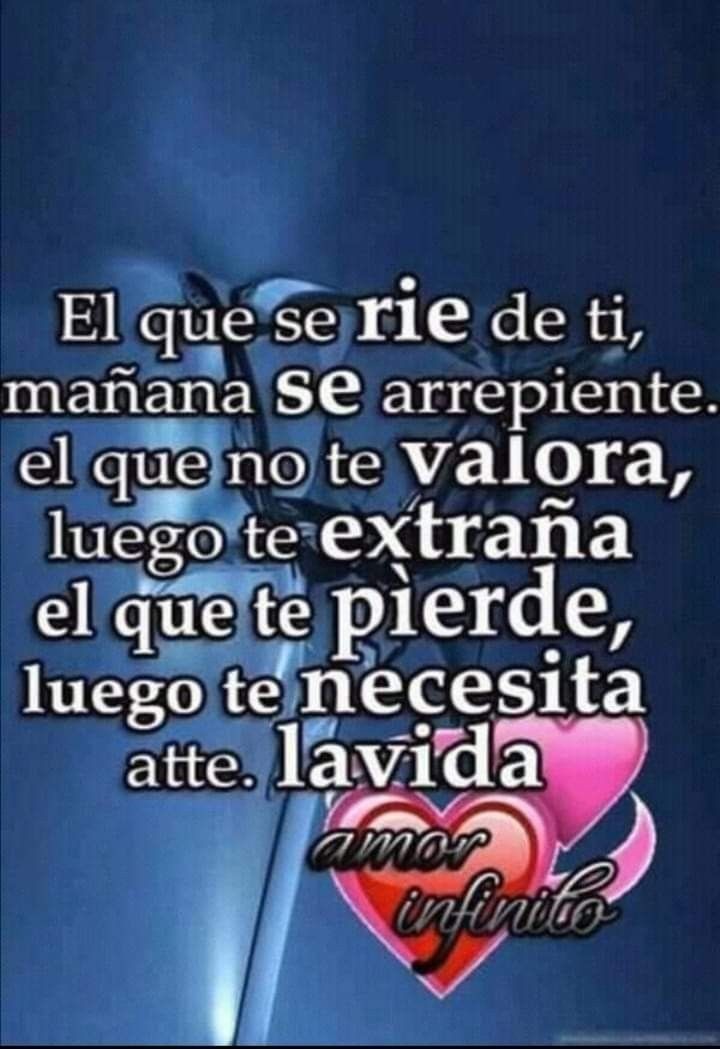 El que se rie de ti,
mañana se arrepiente.
el que no te valora,
luego te extraña
el que te pìerde,
luego te necesita
atte. lavida
amor
infinito